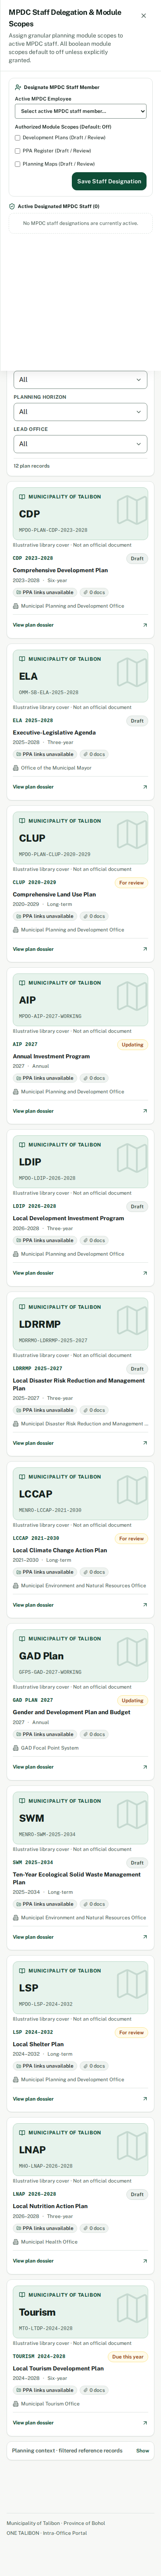 MPDC Staff Delegation & Module
Scopes
Assign granular planning module scopes to
active MPDC staff. All boolean module
scopes default to off unless explicitly
granted.
Designate MPDC Staff Member
Active MPDC Employee
Select active MPDC staff member...
Authorized Module Scopes (Default: Off)
Development Plans (Draft / Review)
PPA Register (Draft / Review)
Planning Maps (Draft / Review)
Save Staff Designation
Active Designated MPDC Staff (0)
No MPDC staff designations are currently active.
All
PLANNING HORIZON
All
LEAD OFFICE
All
12 plan records
MUNICIPALITY OF TALIBON
CDP
MPDO-PLAN-CDP-2023-2028
Illustrative library cover · Not an official document
CDP 2023–2028
Draft
Comprehensive Development Plan
2023–2028 · Six-year
PPA links unavailable
0 docs
Municipal Planning and Development Office
View plan dossier
MUNICIPALITY OF TALIBON
ELA
OMM-SB-ELA-2025-2028
Illustrative library cover · Not an official document
ELA 2025–2028
Draft
Executive-Legislative Agenda
2025–2028 · Three-year
PPA links unavailable
0 docs
Office of the Municipal Mayor
View plan dossier
MUNICIPALITY OF TALIBON
CLUP
MPDO-PLAN-CLUP-2020-2029
Illustrative library cover · Not an official document
CLUP 2020–2029
For review
Comprehensive Land Use Plan
2020–2029 · Long-term
PPA links unavailable
0 docs
Municipal Planning and Development Office
View plan dossier
MUNICIPALITY OF TALIBON
AIP
MPDO-AIP-2027-WORKING
Illustrative library cover · Not an official document
AIP 2027
Updating
Annual Investment Program
2027 · Annual
PPA links unavailable
0 docs
Municipal Planning and Development Office
View plan dossier
MUNICIPALITY OF TALIBON
LDIP
MPDO-LDIP-2026-2028
Illustrative library cover · Not an official document
LDIP 2026–2028
Draft
Local Development Investment Program
2026–2028 · Three-year
PPA links unavailable
0 docs
Municipal Planning and Development Office
View plan dossier
MUNICIPALITY OF TALIBON
LDRRMP
MDRRMO-LDRRMP-2025-2027
Illustrative library cover · Not an official document
LDRRMP 2025–2027
Draft
Local Disaster Risk Reduction and Management
Plan
2025–2027 · Three-year
PPA links unavailable
0 docs
Municipal Disaster Risk Reduction and Management ...
View plan dossier
MUNICIPALITY OF TALIBON
LCCAP
MENRO-LCCAP-2021-2030
Illustrative library cover · Not an official document
LCCAP 2021–2030
For review
Local Climate Change Action Plan
2021–2030 · Long-term
PPA links unavailable
0 docs
Municipal Environment and Natural Resources Office
View plan dossier
MUNICIPALITY OF TALIBON
GAD Plan
GFPS-GAD-2027-WORKING
Illustrative library cover · Not an official document
GAD PLAN 2027
Updating
Gender and Development Plan and Budget
2027 · Annual
PPA links unavailable
0 docs
GAD Focal Point System
View plan dossier
MUNICIPALITY OF TALIBON
SWM
MENRO-SWM-2025-2034
Illustrative library cover · Not an official document
SWM 2025–2034
Draft
Ten-Year Ecological Solid Waste Management
Plan
2025–2034 · Long-term
PPA links unavailable
0 docs
Municipal Environment and Natural Resources Office
View plan dossier
MUNICIPALITY OF TALIBON
LSP
MPDO-LSP-2024-2032
Illustrative library cover · Not an official document
LSP 2024–2032
For review
Local Shelter Plan
2024–2032 · Long-term
PPA links unavailable
0 docs
Municipal Planning and Development Office
View plan dossier
MUNICIPALITY OF TALIBON
LNAP
MHO-LNAP-2026-2028
Illustrative library cover · Not an official document
LNAP 2026–2028
Draft
Local Nutrition Action Plan
2026–2028 · Three-year
PPA links unavailable
0 docs
Municipal Health Office
View plan dossier
MUNICIPALITY OF TALIBON
Tourism
MTO-LTDP-2024-2028
Illustrative library cover · Not an official document
TOURISM 2024–2028
Due this year
Local Tourism Development Plan
2024–2028 · Six-year
PPA links unavailable
0 docs
Municipal Tourism Office
View plan dossier
Planning context · filtered reference records
Show
Municipality of Talibon · Province of Bohol
ONE TALIBON · Intra-Office Portal